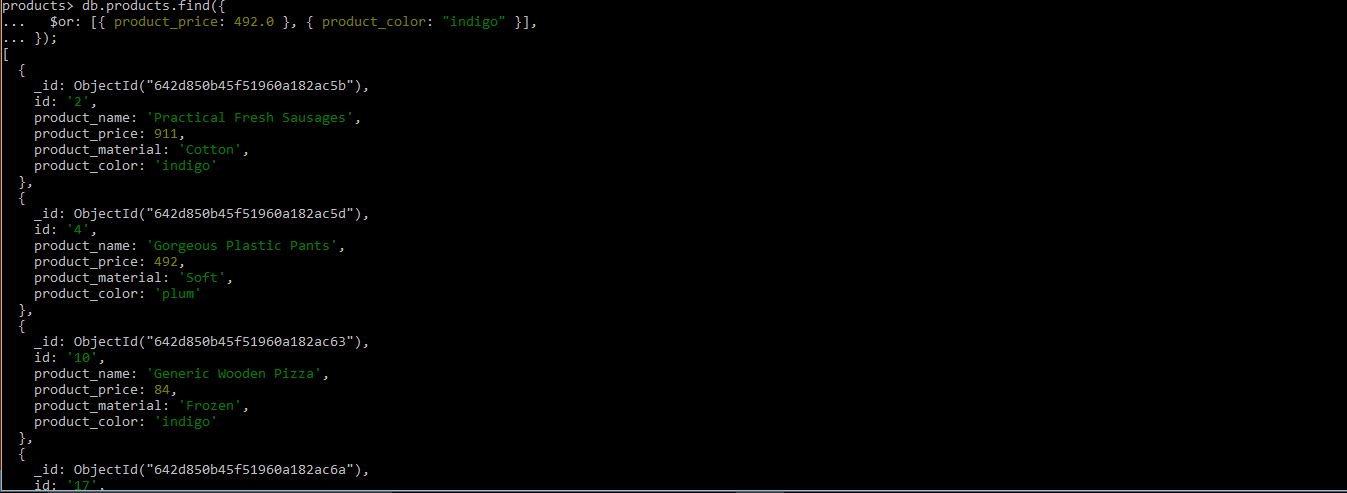 products> db.products.find({
...   $or: [{ product_price: 492.0 }, { product_color: "indigo" }],
... });
[
  {
    _id: ObjectId("642d850b45f51960a182ac5b"),
    id: '2',
    product_name: 'Practical Fresh Sausages',
    product_price: 911,
    product_material: 'Cotton',
    product_color: 'indigo'
  },
  {
    _id: ObjectId("642d850b45f51960a182ac5d"),
    id: '4',
    product_name: 'Gorgeous Plastic Pants',
    product_price: 492,
    product_material: 'Soft',
    product_color: 'plum'
  },
  {
    _id: ObjectId("642d850b45f51960a182ac63"),
    id: '10',
    product_name: 'Generic Wooden Pizza',
    product_price: 84,
    product_material: 'Frozen',
    product_color: 'indigo'
  },
  {
    _id: ObjectId("642d850b45f51960a182ac6a"),
    id: '17',